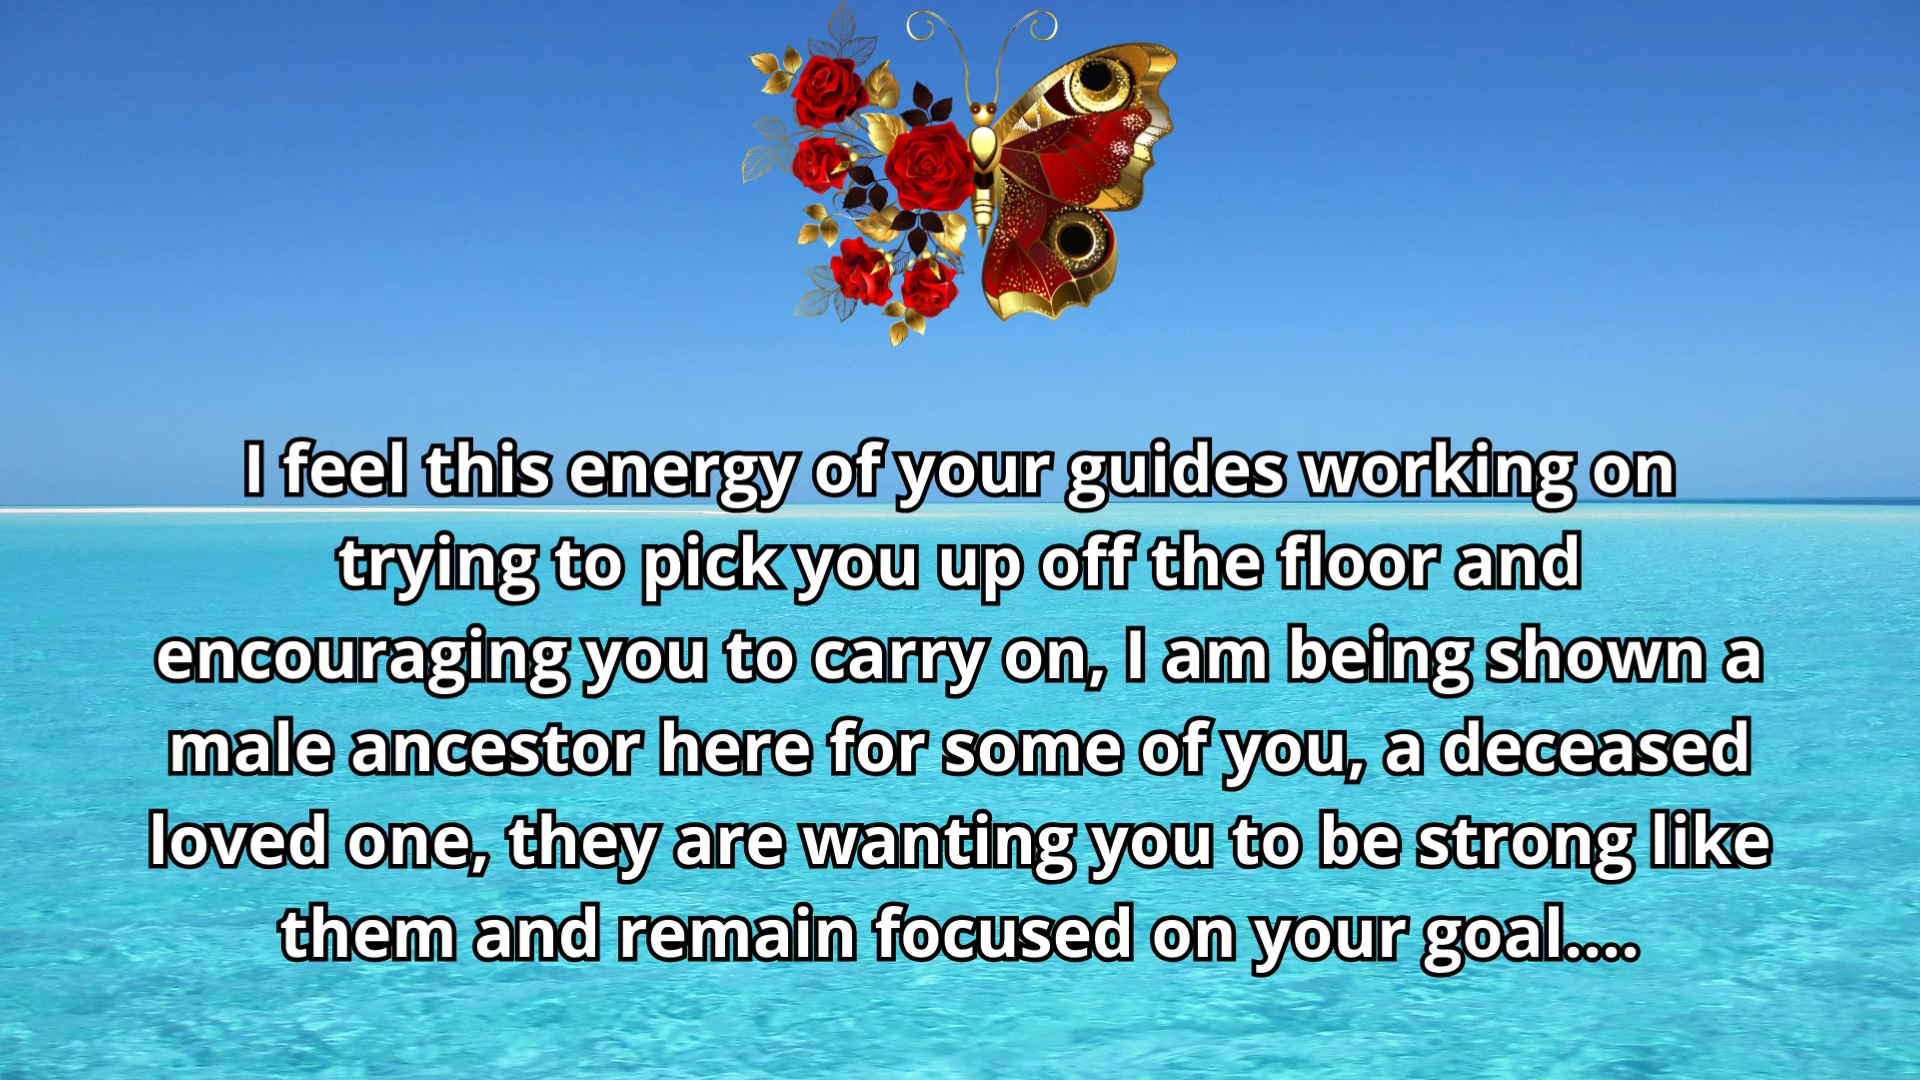 I feel this energy of your guides working on
trying to pick you up off the floor and
encouraging you to carry on, I am being shown a
male ancestor here for some of you, a deceased
loved one, they are wanting you to be strong like
them and remain focused on your goal....